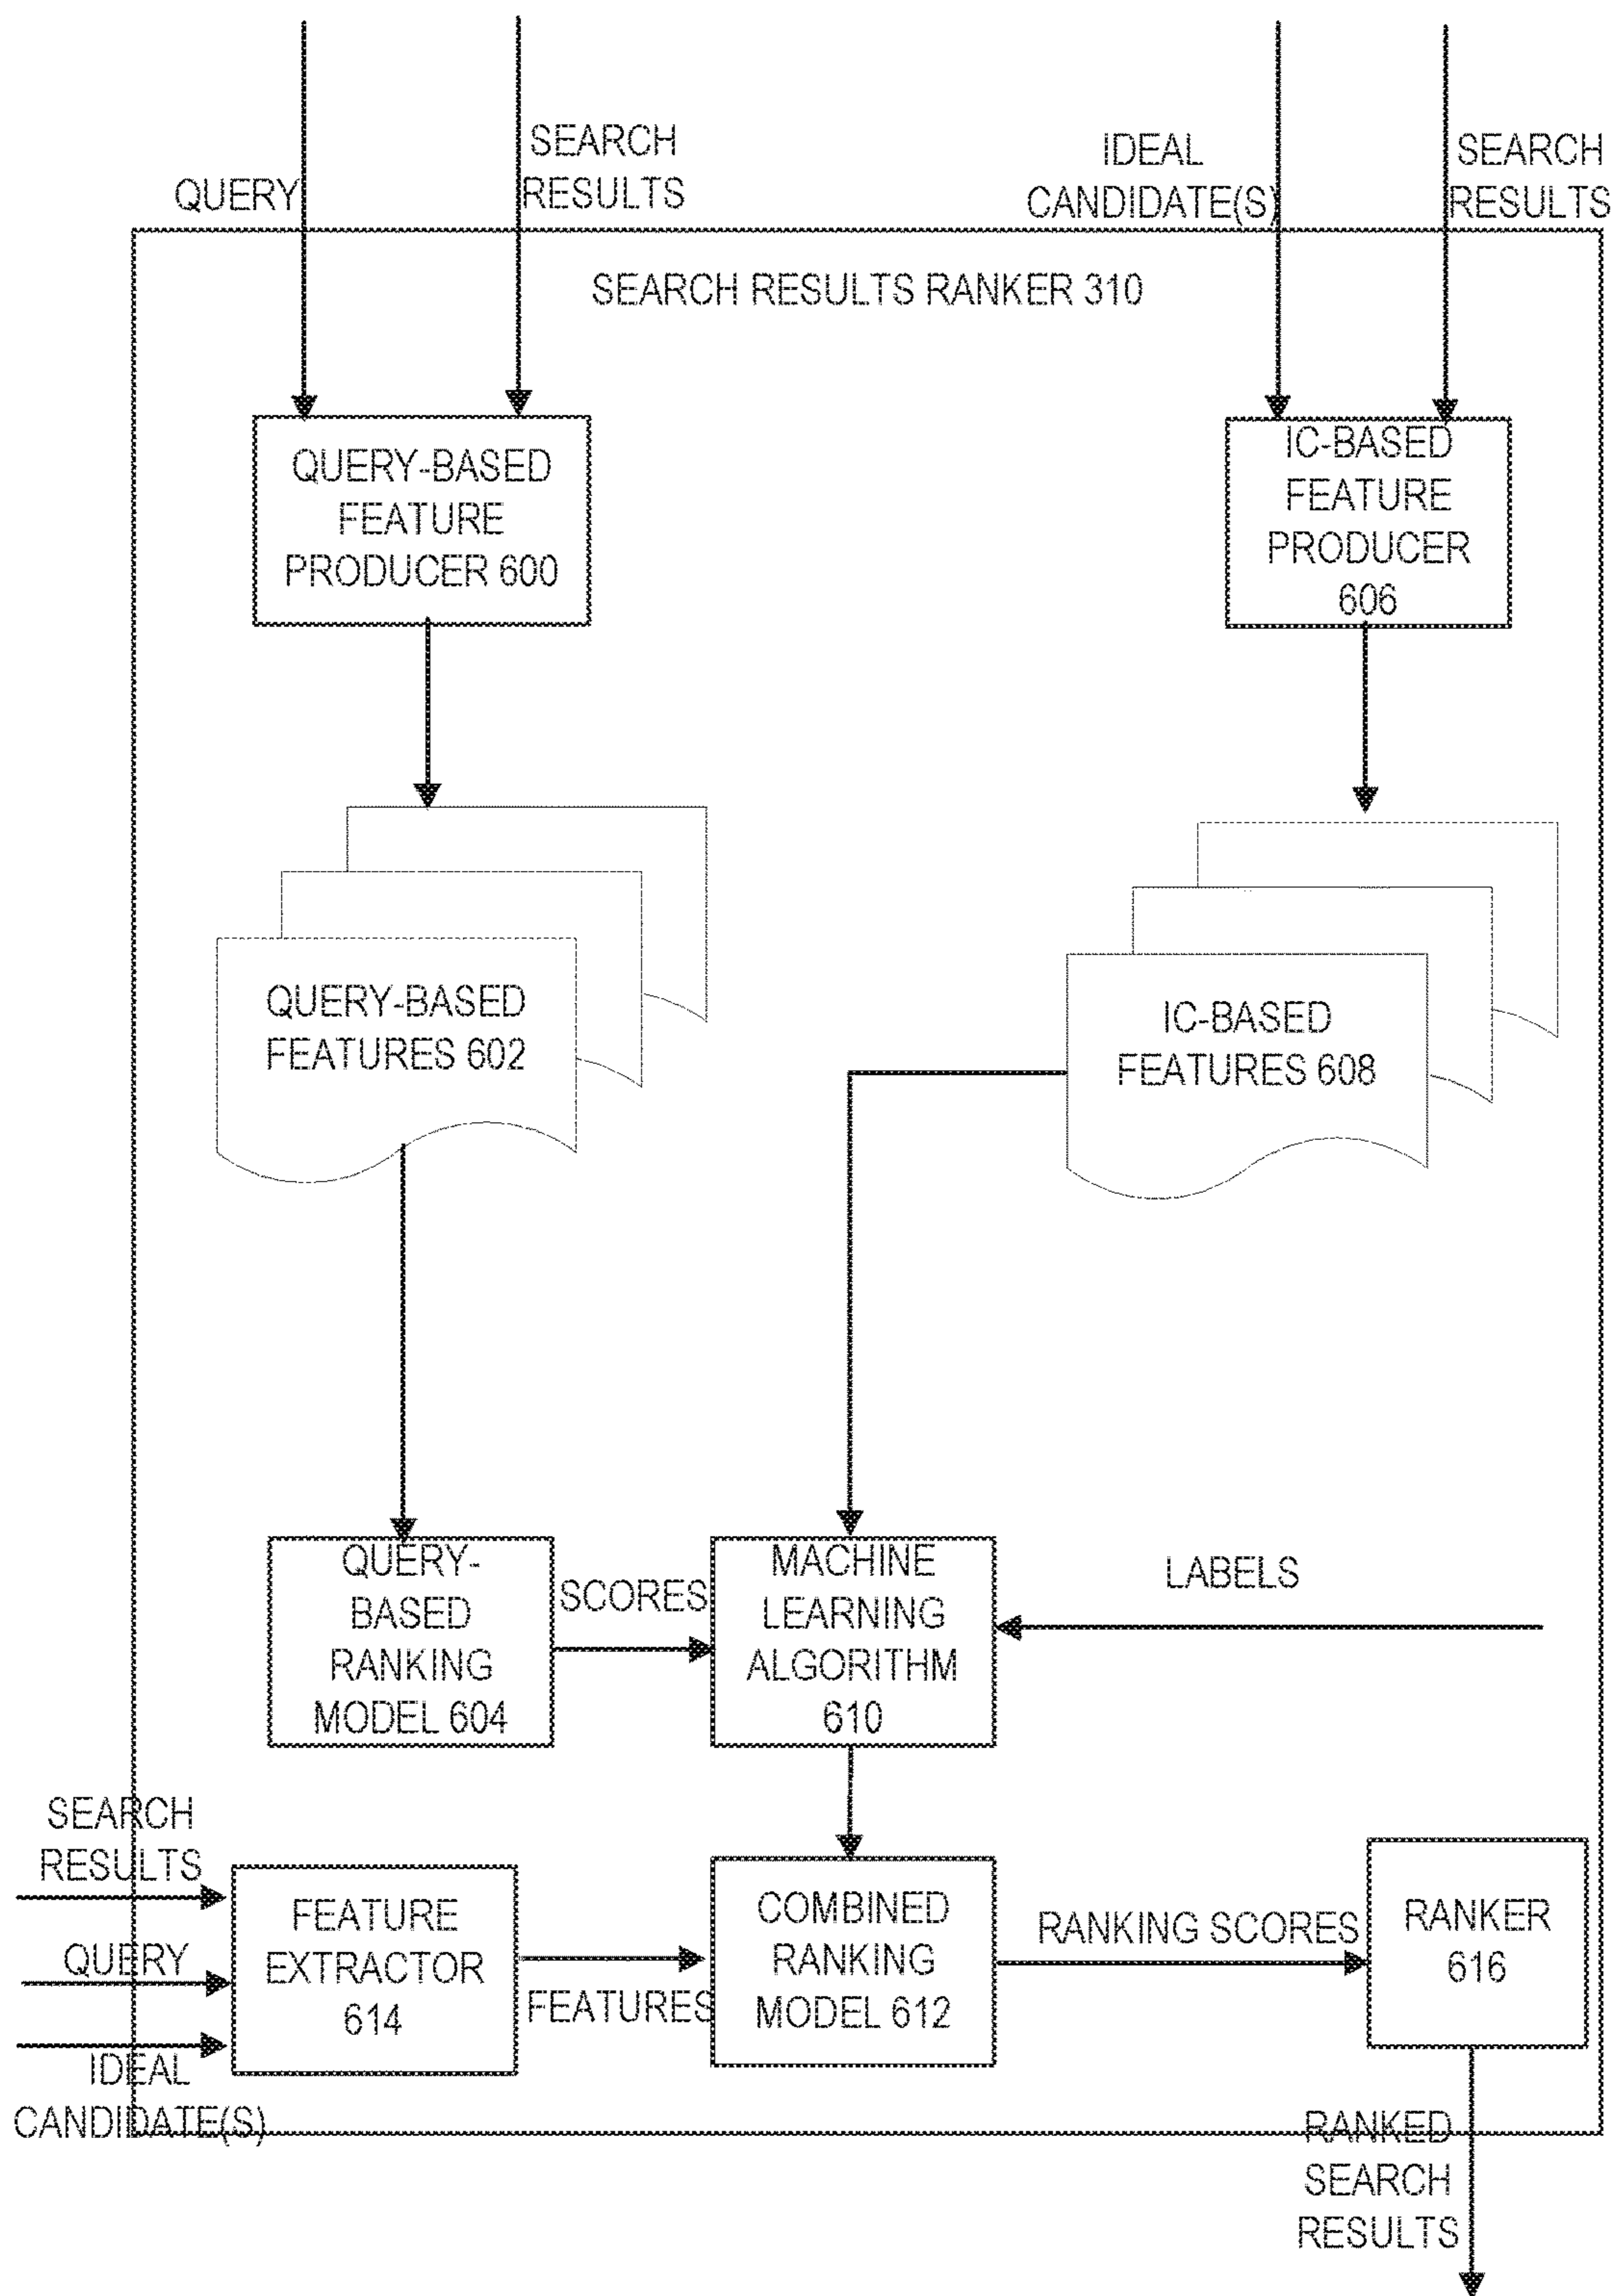 QUERY
SEARCH
RESULTS
IDEAL
CANDIDATE(S)
SEARCH
RESULTS
SEARCH RESULTS RANKER 310
QUERY-BASED
FEATURE
PRODUCER 600
IC-BASED
FEATURE
PRODUCER
606
QUERY-BASED
FEATURES 602
IC-BASED
FEATURES 608
QUERY-
BASED
RANKING
MODEL 604
SCORES
MACHINE
LEARNING
ALGORITHM
610
LABELS
SEARCH
RESULTS
QUERY
IDEAL
CANDIDATE(S)
FEATURE
EXTRACTOR
614
FEATURES
COMBINED
RANKING
MODEL 612
RANKING SCORES
RANKER
616
RANKED
SEARCH
RESULTS